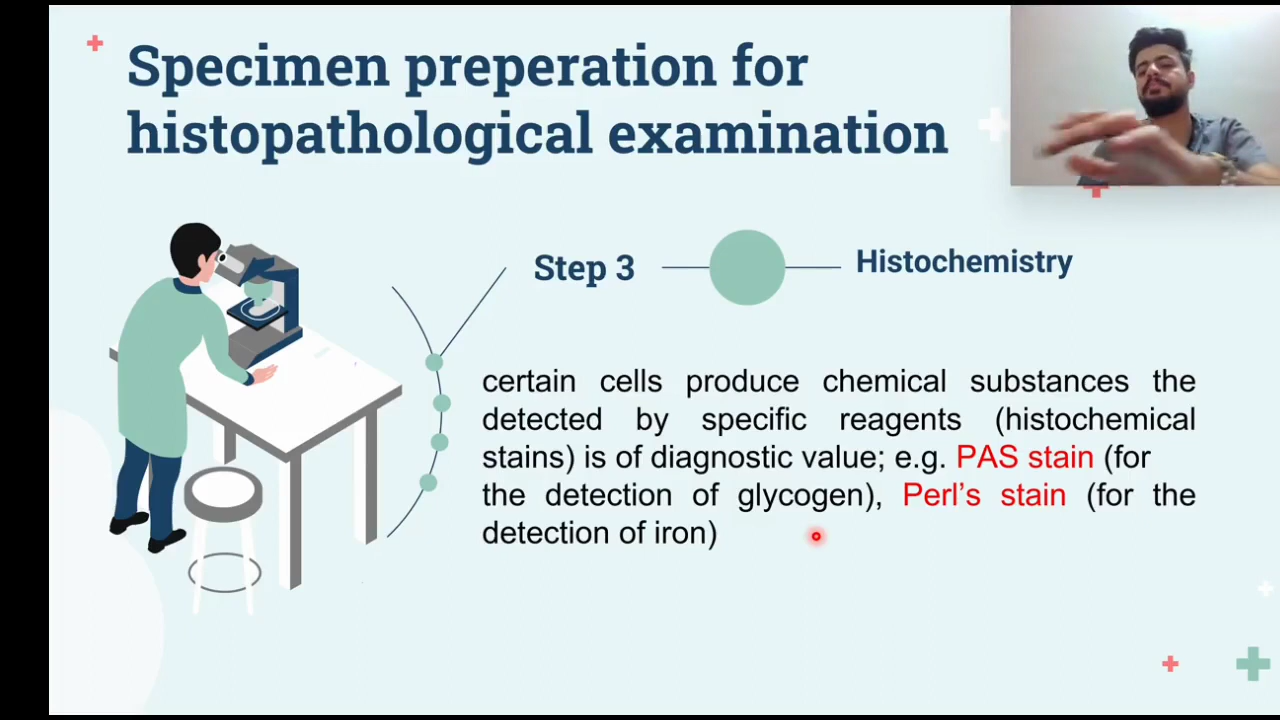 Specimen preperation for
histopathological examination
Step 3
Histochemistry
certain cells produce chemical substances the
detected by specific reagents (histochemical
stains) is of diagnostic value; e.g. PAS stain (for
the detection of glycogen), Perl’s stain (for the
detection of iron)